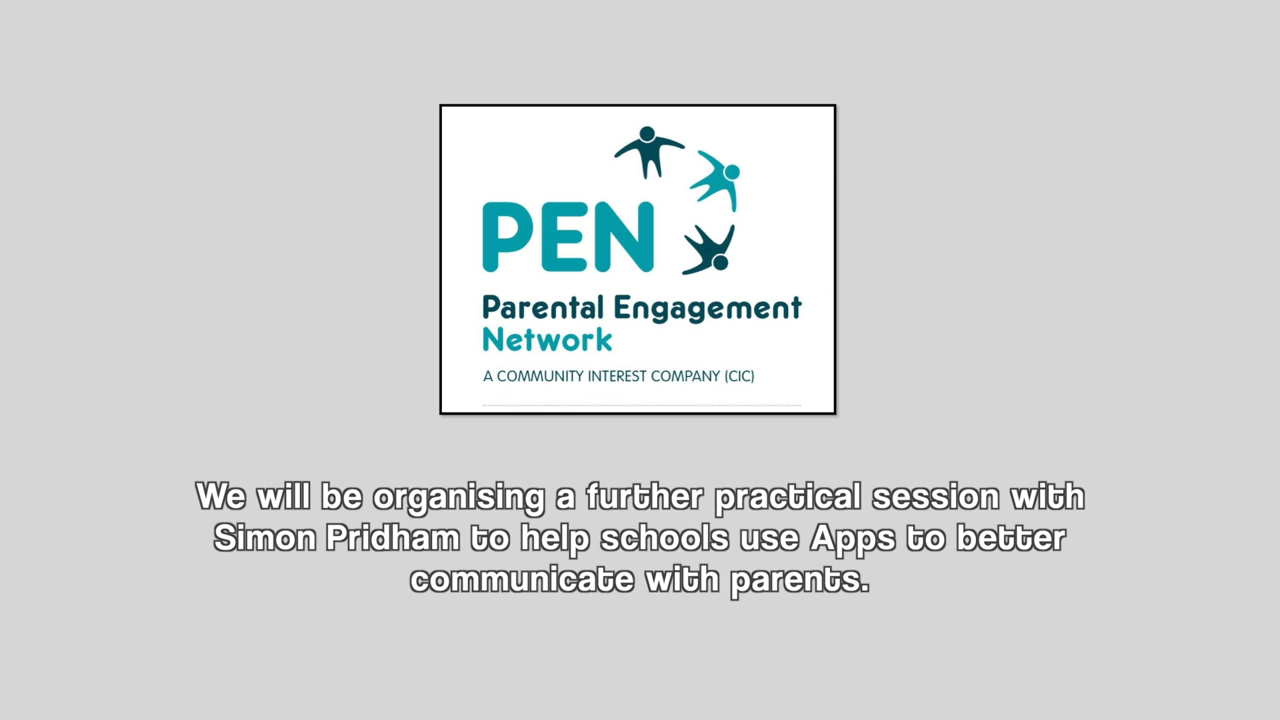 PEN
Parental Engagement
Network
A COMMUNITY INTEREST COMPANY (CIC)
We will be organising a further practical session with
Simon Pridham to help schools use Apps to better
communicate with parents.